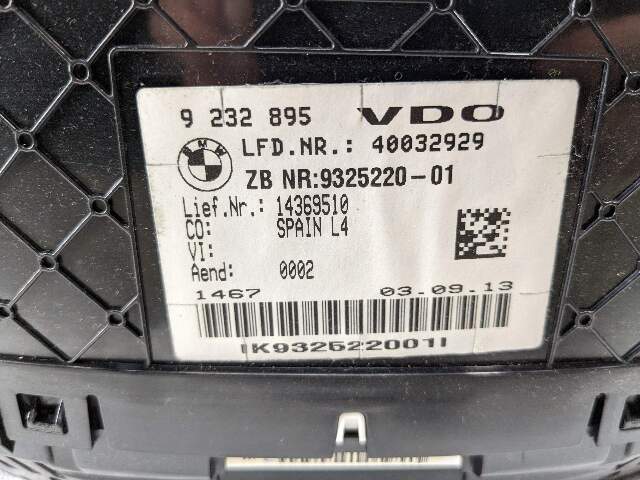 9 232 895 VDO
BMW
LFD.NR.: 40032929
ZB NR:9325220-01
Lief.Nr.: 14369510
CO: SPAIN L4
VI:
Aend: 0002
1467 03.09.13
IK932522001I